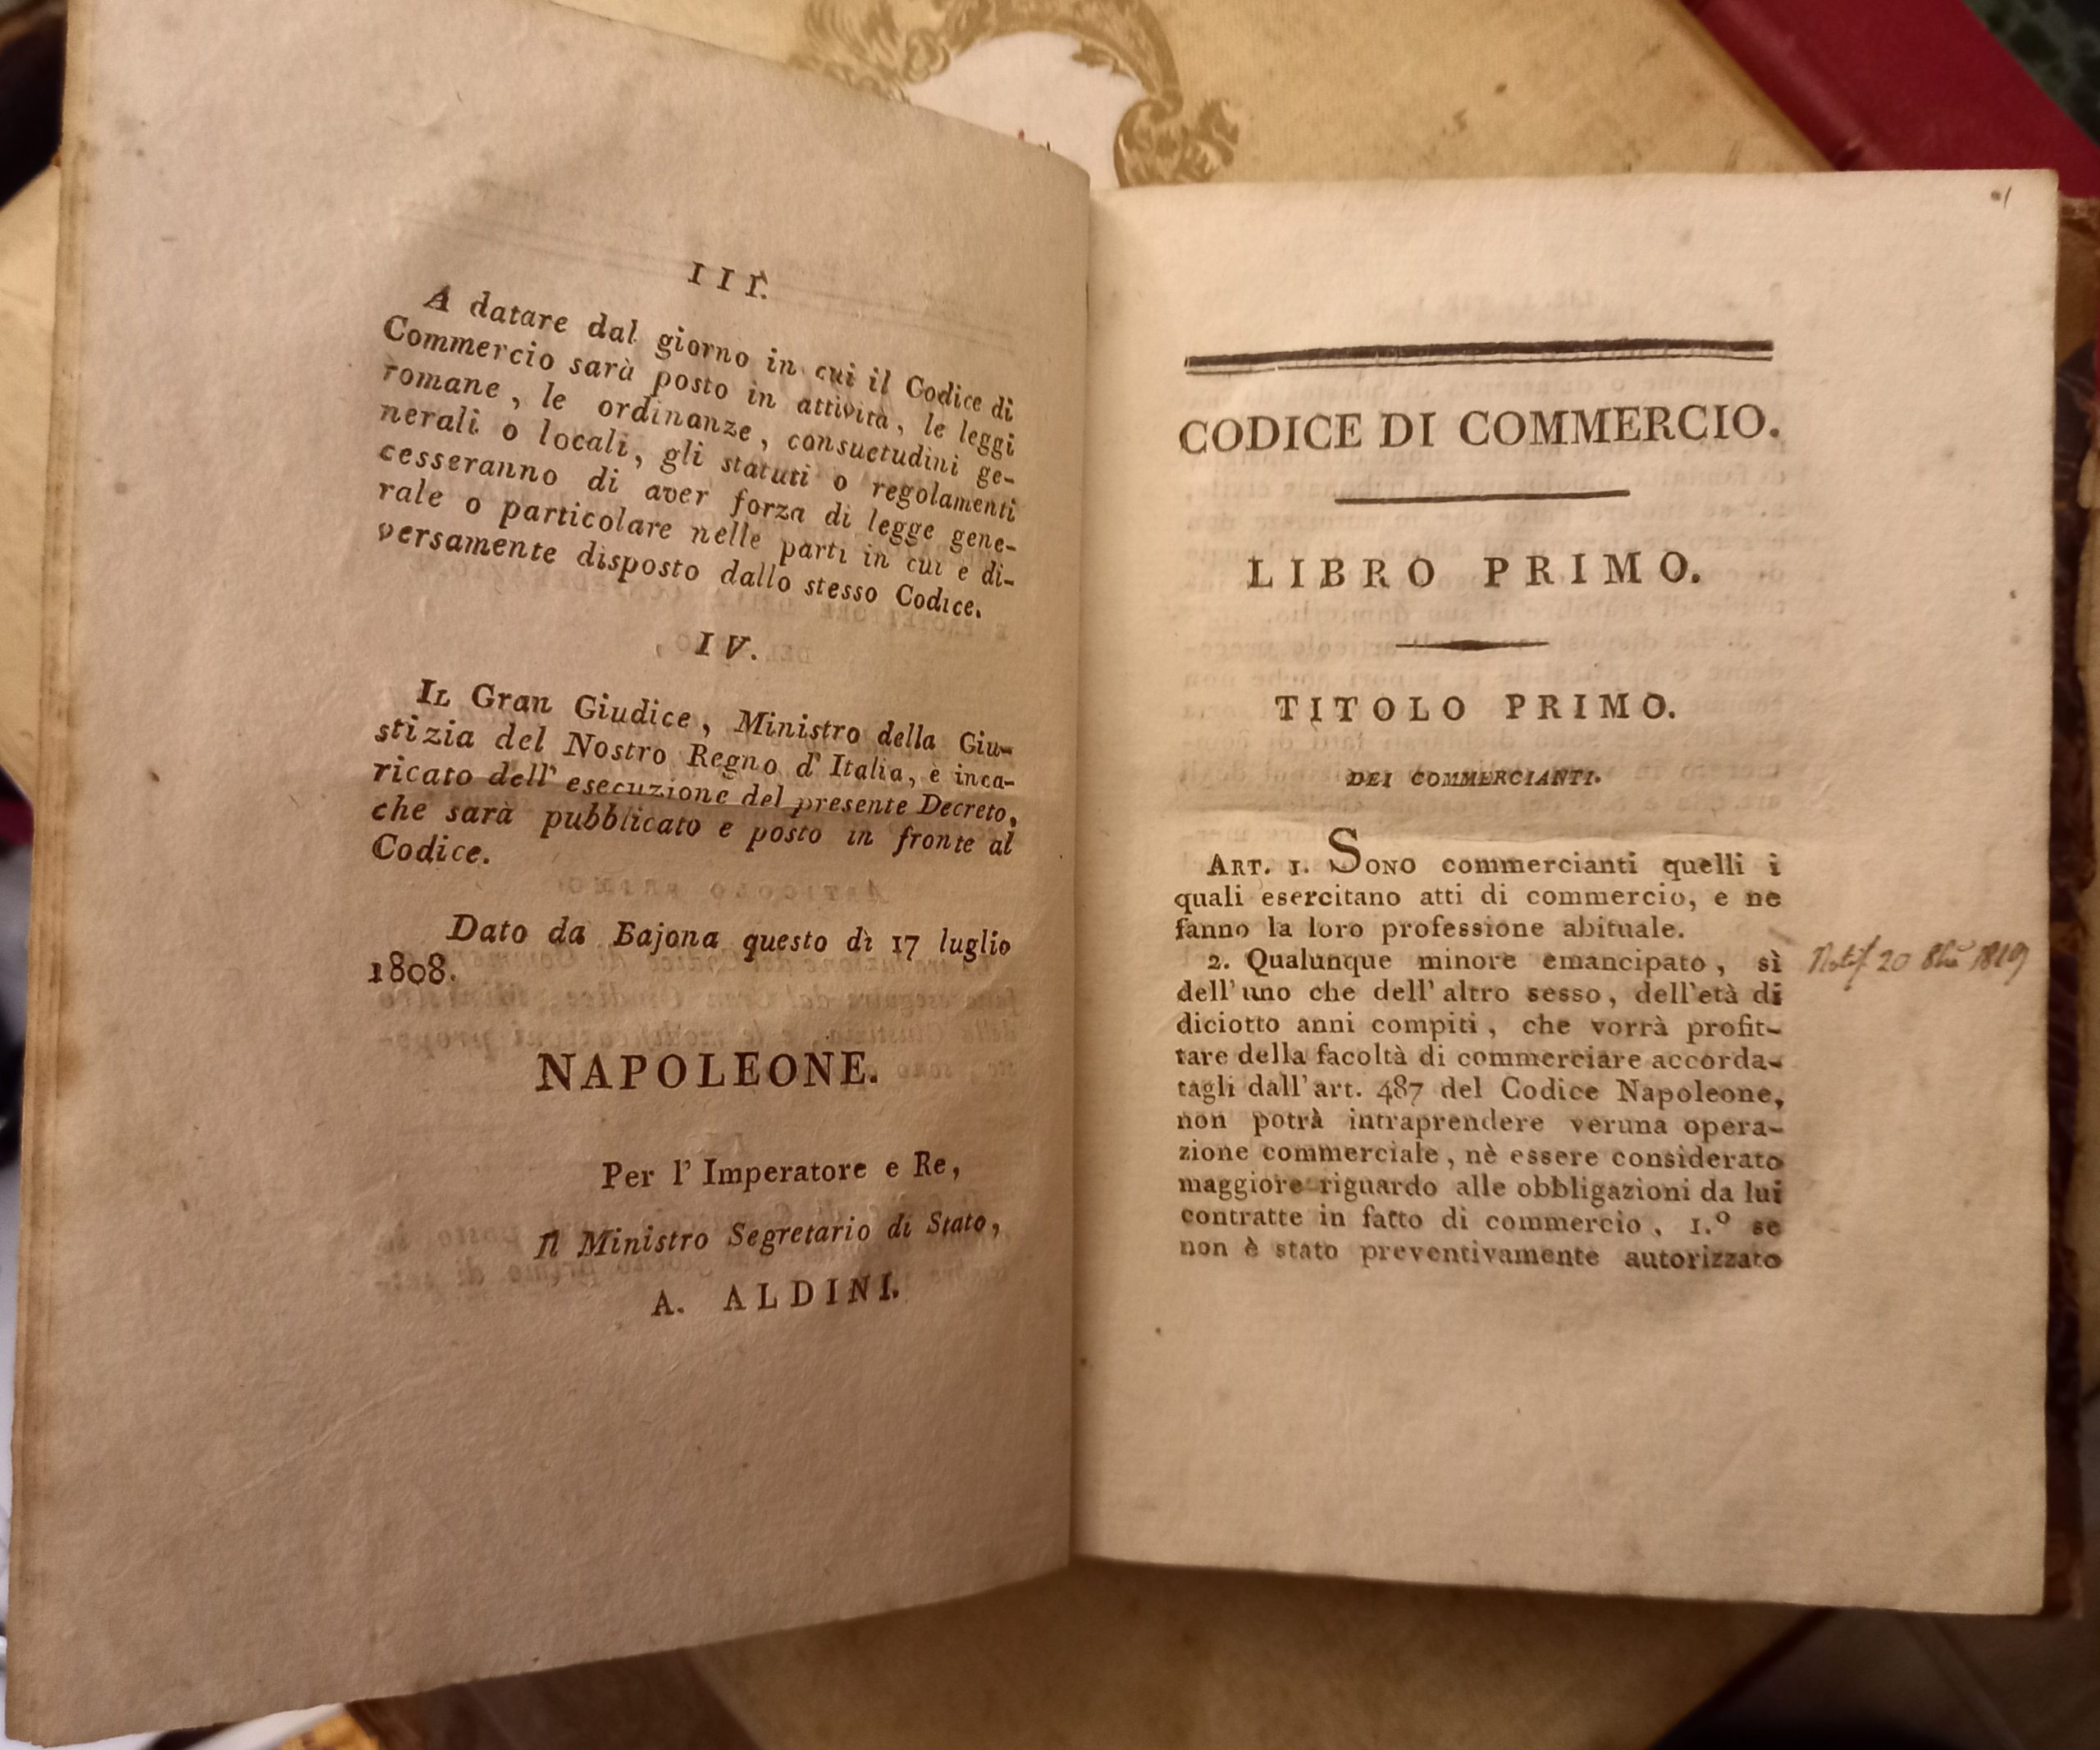 III.
A datare dal giorno in cui il Codice di
Commercio sarà posto in attività, le leggi
romane, le ordinanze, consuetudini ge-
nerali o locali, gli statuti o regolamenti
cesseranno di aver forza di legge gene-
rale o particolare nelle parti in cui è di-
versamente disposto dallo stesso Codice.
IV.
IL Gran Giudice, Ministro della Giu-
stizia del Nostro Regno d'Italia, è inca-
ricato dell'esecuzione del presente Decreto,
che sarà pubblicato e posto in fronte al
Codice.
Dato da Bajona questo dì 17 luglio
1808.
NAPOLEONE.
Per l'Imperatore e Re,
Il Ministro Segretario di Stato,
A. ALDINI.
CODICE DI COMMERCIO.
LIBRO PRIMO.
TITOLO PRIMO.
DEI COMMERCIANTI.
ART. 1. SONO commercianti quelli i
quali esercitano atti di commercio, e ne
fanno la loro professione abituale.
2. Qualunque minore emancipato, sì
dell'uno che dell'altro sesso, dell'età di
diciotto anni compiti, che vorrà profit-
tare della facoltà di commerciare accorda-
tagli dall'art. 487 del Codice Napoleone,
non potrà intraprendere veruna opera-
zione commerciale, nè essere considerato
maggiore riguardo alle obbligazioni da lui
contratte in fatto di commercio, 1.º se
non è stato preventivamente autorizzato
20 1819